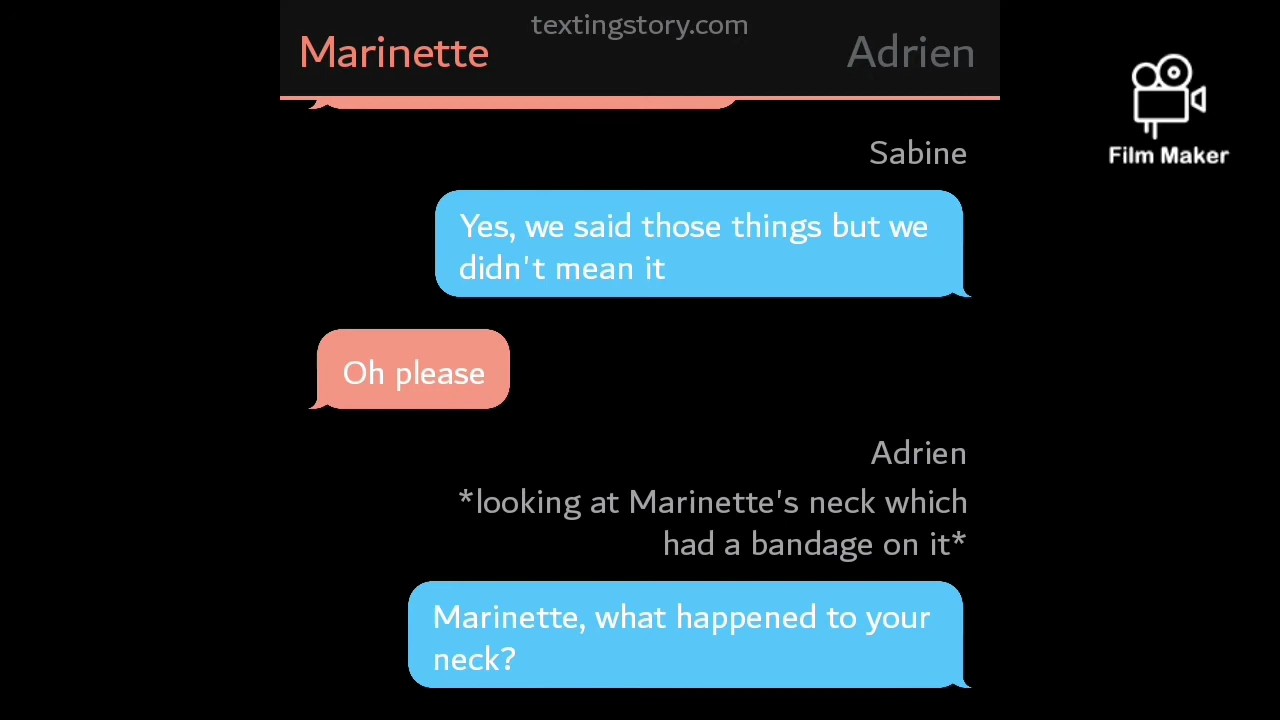 textingstory.com
Marinette
Adrien
Film Maker
Sabine
Yes, we said those things but we
didn't mean it
Oh please
Adrien
*looking at Marinette's neck which
had a bandage on it*
Marinette, what happened to your
neck?